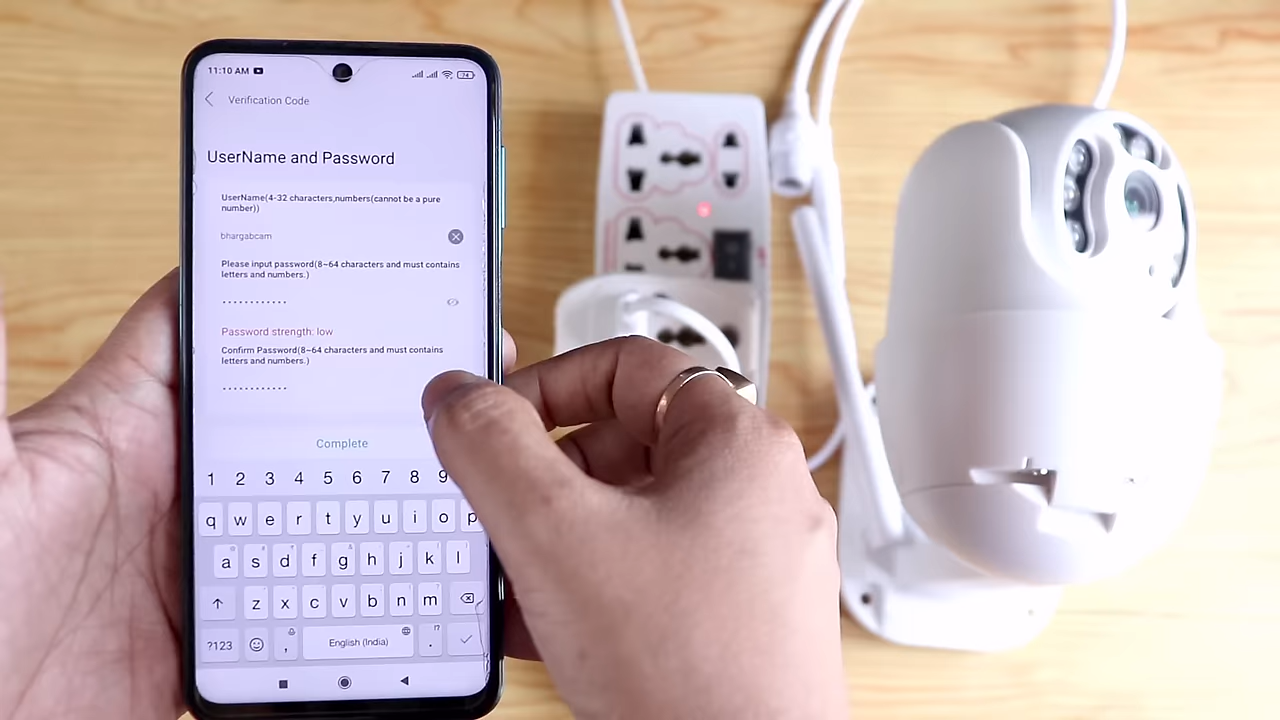 11:10 AM
74
Verification Code
UserName and Password
UserName(4-32 characters,numbers(cannot be a pure
number))
bhargabcam
Please input password(8~64 characters and must contains
letters and numbers.)
••••••••••••
Password strength: low
Confirm Password(8~64 characters and must contains
letters and numbers.)
••••••••••••
Complete
1 2 3 4 5 6 7 8 9
q w e r t y u i o p
a s d f g h j k l
z x c v b n m
?123 , English (India) .